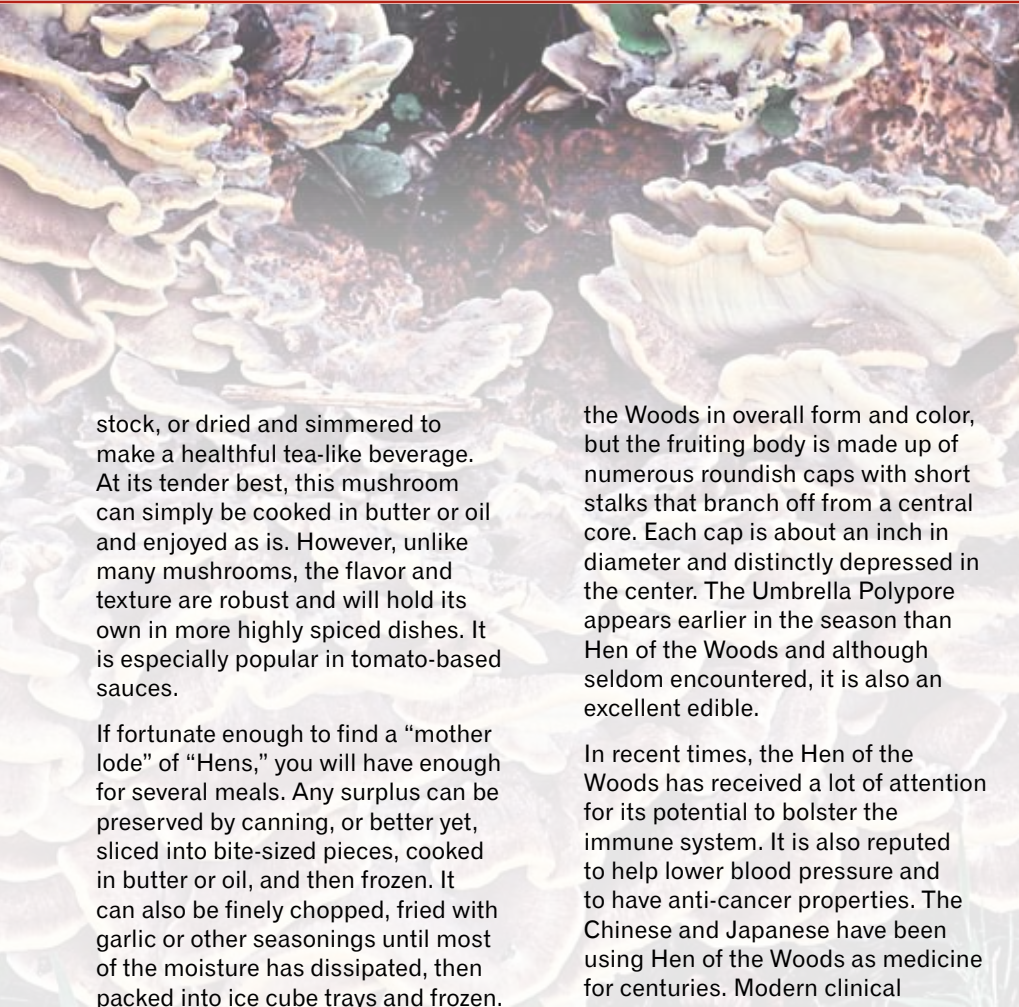 stock, or dried and simmered to
make a healthful tea-like beverage.
At its tender best, this mushroom
can simply be cooked in butter or oil
and enjoyed as is. However, unlike
many mushrooms, the flavor and
texture are robust and will hold its
own in more highly spiced dishes. It
is especially popular in tomato-based
sauces.
If fortunate enough to find a “mother
lode” of “Hens,” you will have enough
for several meals. Any surplus can be
preserved by canning, or better yet,
sliced into bite-sized pieces, cooked
in butter or oil, and then frozen. It
can also be finely chopped, fried with
garlic or other seasonings until most
of the moisture has dissipated, then
packed into ice cube trays and frozen.
the Woods in overall form and color,
but the fruiting body is made up of
numerous roundish caps with short
stalks that branch off from a central
core. Each cap is about an inch in
diameter and distinctly depressed in
the center. The Umbrella Polypore
appears earlier in the season than
Hen of the Woods and although
seldom encountered, it is also an
excellent edible.
In recent times, the Hen of the
Woods has received a lot of attention
for its potential to bolster the
immune system. It is also reputed
to help lower blood pressure and
to have anti-cancer properties. The
Chinese and Japanese have been
using Hen of the Woods as medicine
for centuries. Modern clinical